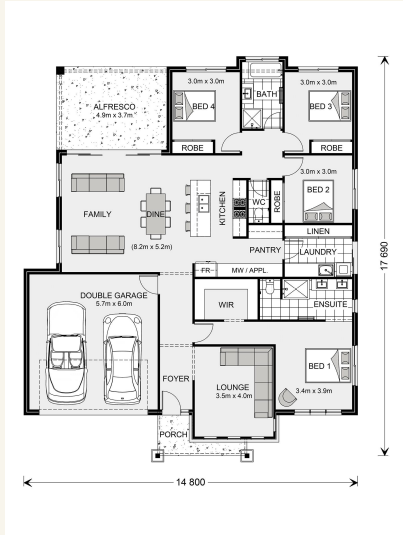 3.0m x 3.0m
BED 4
BATH
3.0m x 3.0m
BED 3
ALFRESCO
4.9m x 3.7m
ROBE
ROBE
3.0m x 3.0m
BED 2
FAMILY
DINE
(8.2m x 5.2m)
KITCHEN
WC
ROBE
LINEN
PANTRY
LAUNDRY
FR
MW / APPL.
DOUBLE GARAGE
5.7m x 6.0m
WIR
ENSUITE
FOYER
LOUNGE
3.5m x 4.0m
BED 1
3.4m x 3.9m
PORCH
17 690
14 800